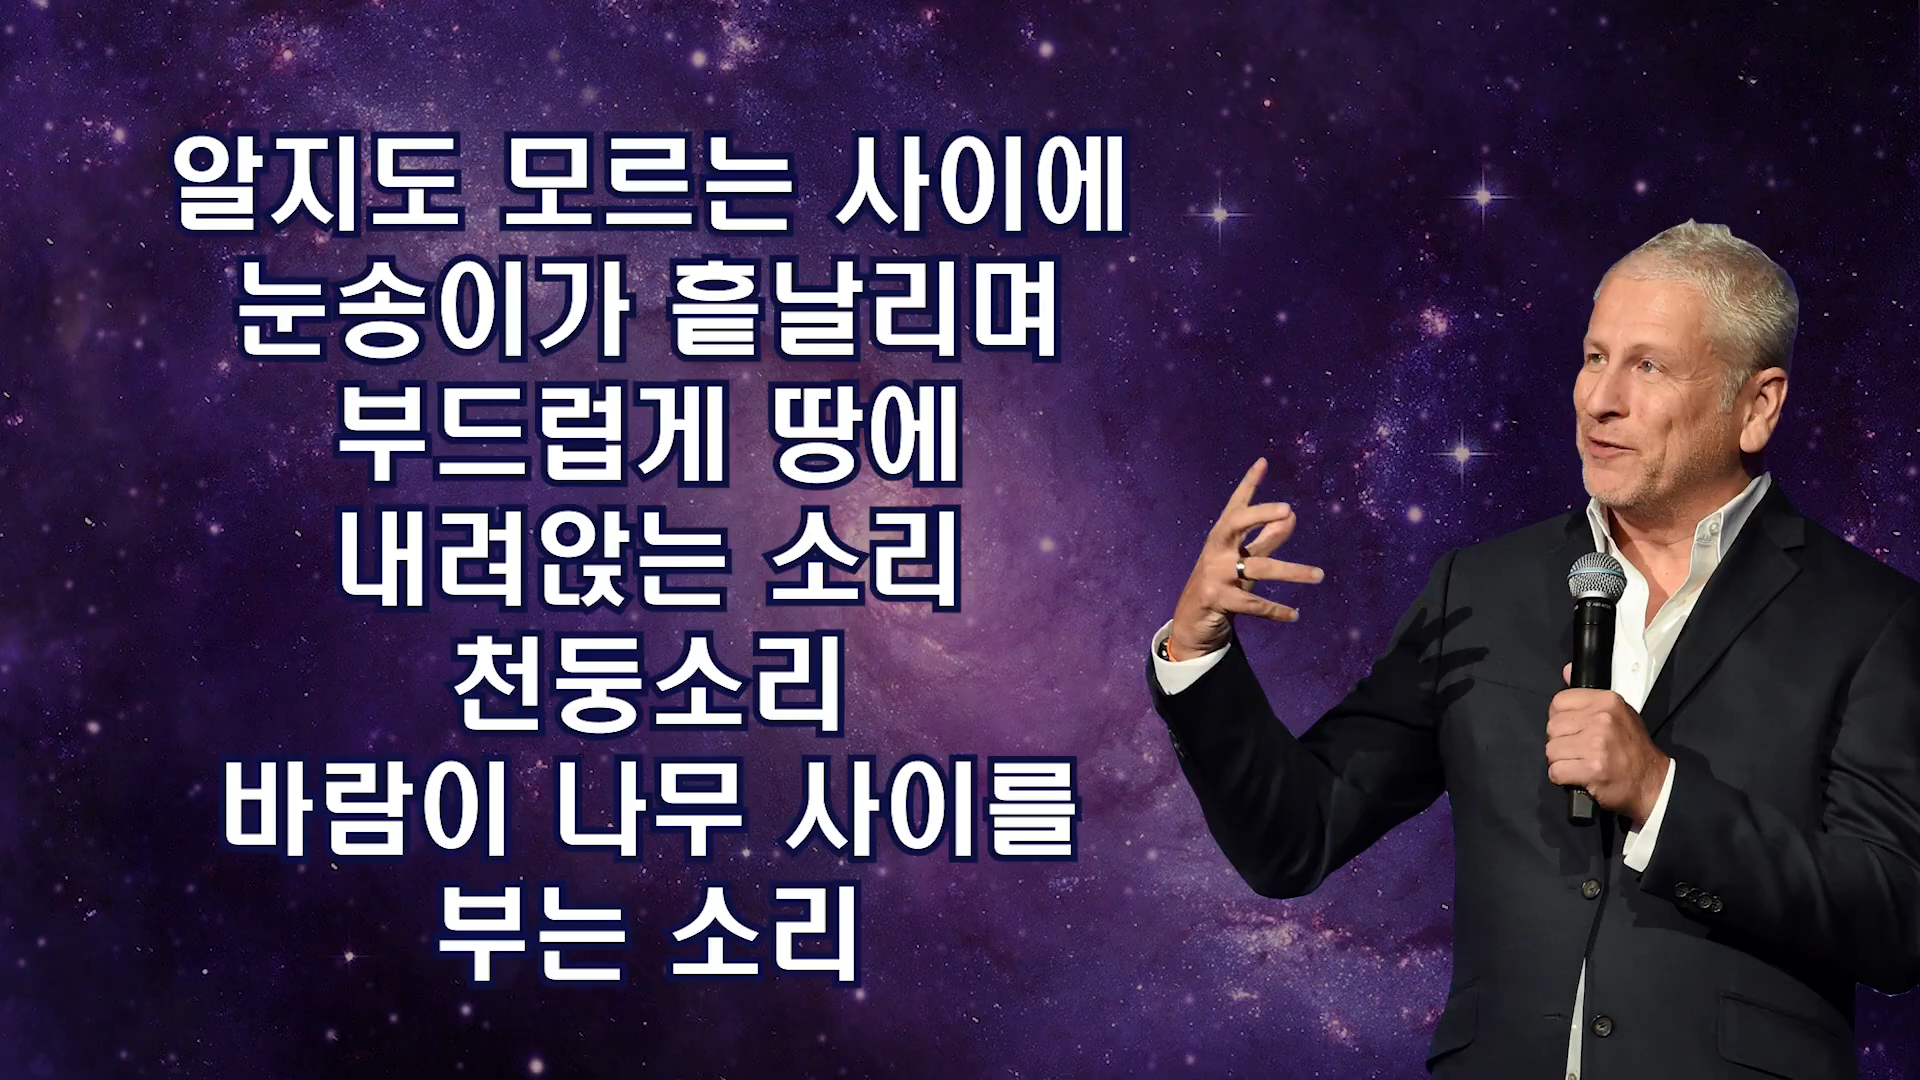 알지도 모르는 사이에
눈송이가 흩날리며
부드럽게 땅에
내려앉는 소리
천둥소리
바람이 나무 사이를
부는 소리